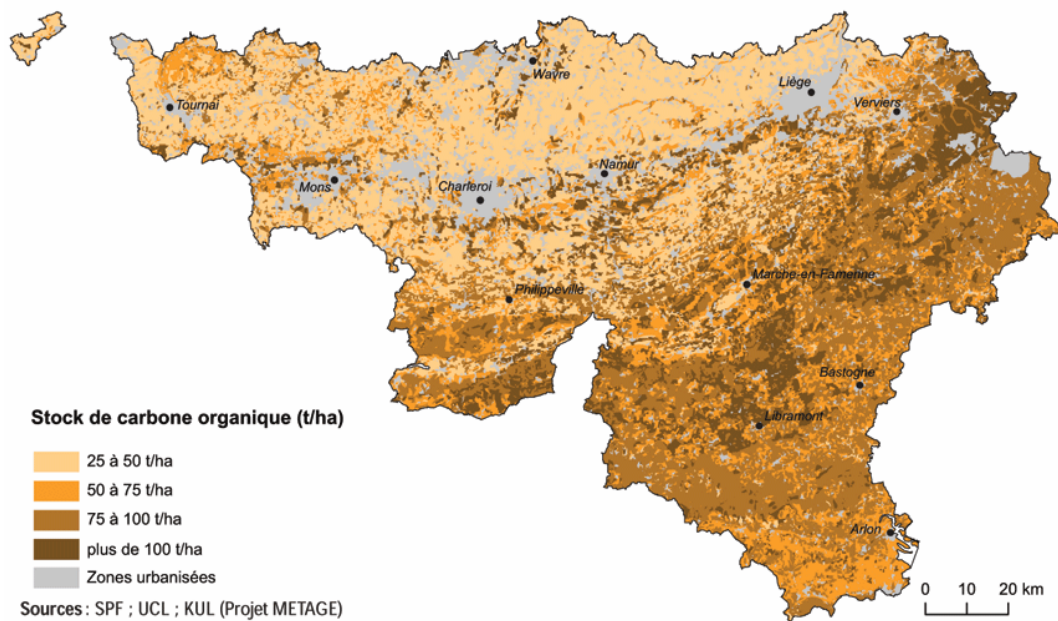 Wavre
Liège
Tournai
Verviers
Namur
Mons
Charleroi
Marche-en-Famenne
Philippeville
Bastogne
Stock de carbone organique (t/ha)
Libramont
25 à 50 t/ha
50 à 75 t/ha
75 à 100 t/ha
Arlon
plus de 100 t/ha
Zones urbanisées
0 10 20 km
Sources : SPF ; UCL ; KUL (Projet METAGE)